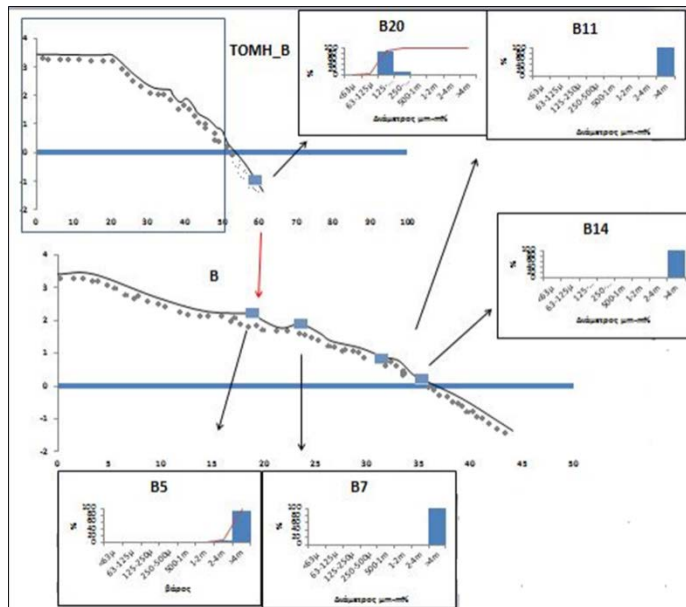 TOMH_B
4
3
2
1
0
-1
2
0 10 20 30 40 50 60 70 80 90 100
B20
%
<63μ
63-125μ
125-...
250-...
500-1m
1-2m
2-4m
>4m
Διάμετρος μm-m%
B11
%
<63μ
63-125μ
125-250μ
250-500μ
500-1m
1-2m
2-4m
>4m
Διάμετρος μm-m%
B14
%
<63μ
63-125μ
125-...
250-...
500-1m
1-2m
2-4m
>4m
Διάμετρος μm-m%
B
4
3
2
1
0
-1
-2
0 5 10 15 20 25 30 35 40 45 50
B5
%
<63μ
63-125μ
125-250μ
250-500μ
500-1m
1-2m
2-4m
>4m
βάρος
B7
%
<63μ
63-125μ
125-250μ
250-500μ
500-1m
1-2m
2-4m
>4m
Διάμετρος μm-m%